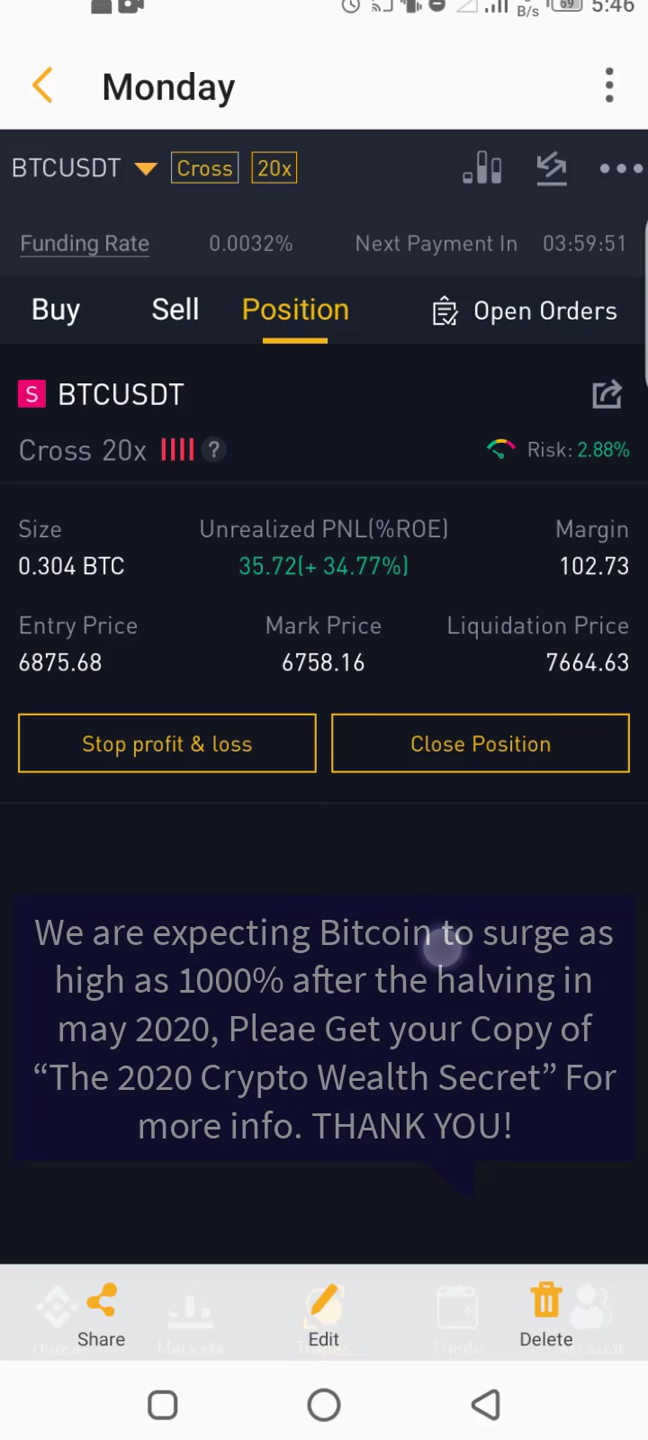 B/s 69 5:46
Monday
BTCUSDT Cross 20x
Funding Rate 0.0032% Next Payment In 03:59:51
Buy Sell Position Open Orders
S BTCUSDT
Cross 20x ? Risk: 2.88%
Size Unrealized PNL(%ROE) Margin
0.304 BTC 35.72(+ 34.77%) 102.73
Entry Price Mark Price Liquidation Price
6875.68 6758.16 7664.63
Stop profit & loss Close Position
We are expecting Bitcoin to surge as
high as 1000% after the halving in
may 2020, Pleae Get your Copy of
“The 2020 Crypto Wealth Secret” For
more info. THANK YOU!
Share Edit Delete